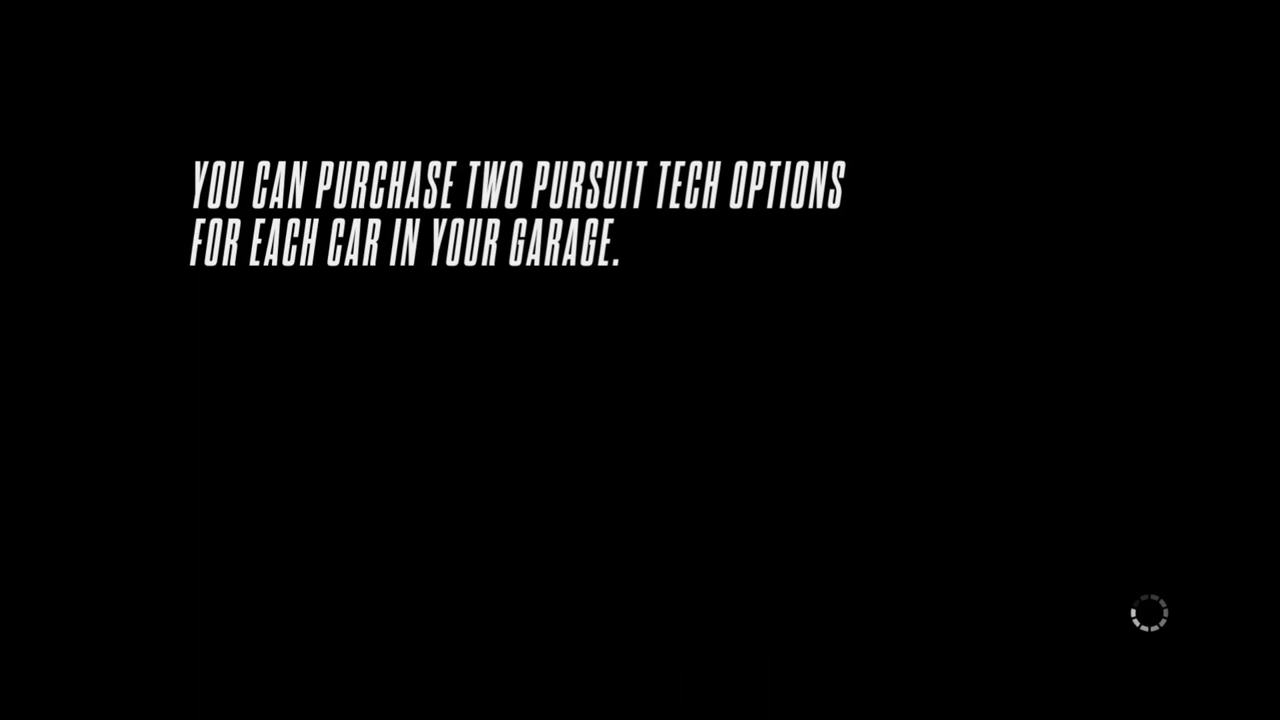 YOU CAN PURCHASE TWO PURSUIT TECH OPTIONS
FOR EACH CAR IN YOUR GARAGE.